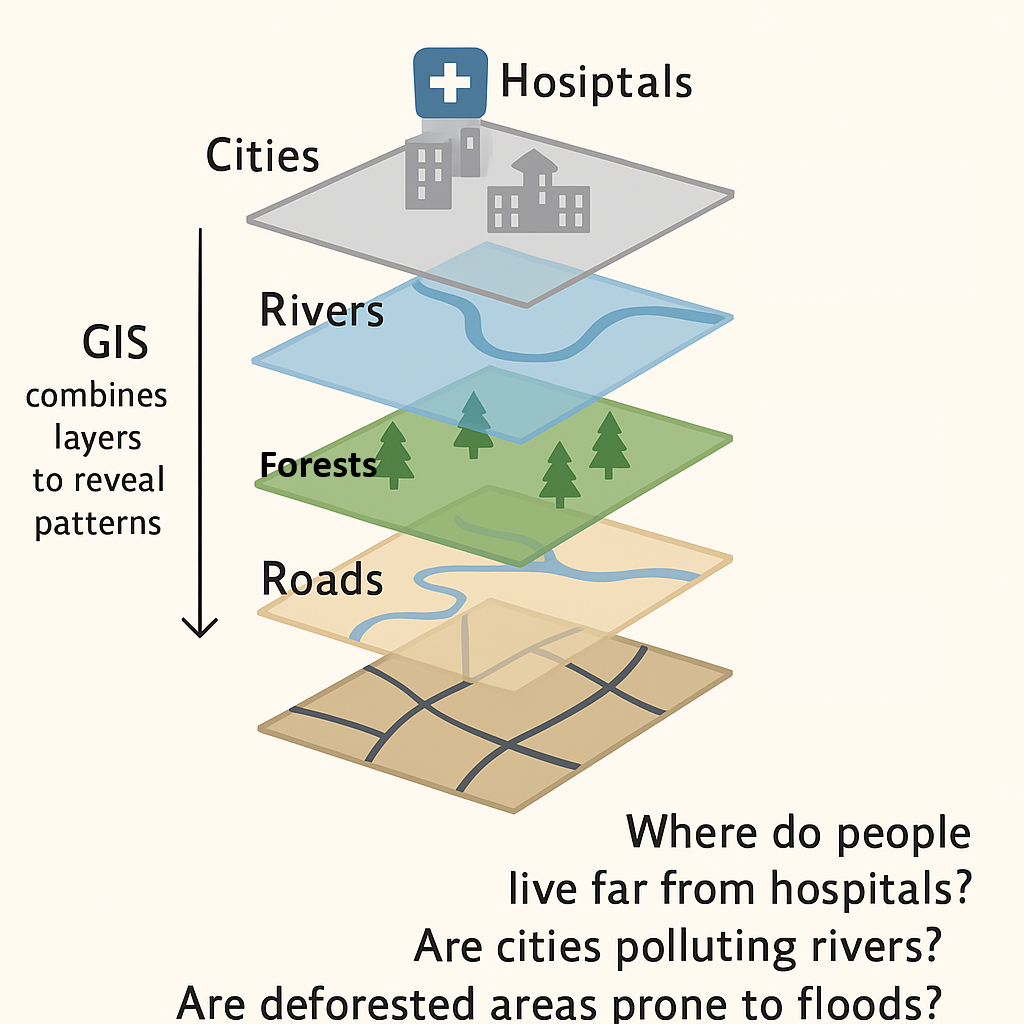 Hosiptals
Cities
Rivers
GIS
combines
layers
to reveal
patterns
Forests
Roads
Where do people
live far from hospitals?
Are cities polluting rivers?
Are deforested areas prone to floods?